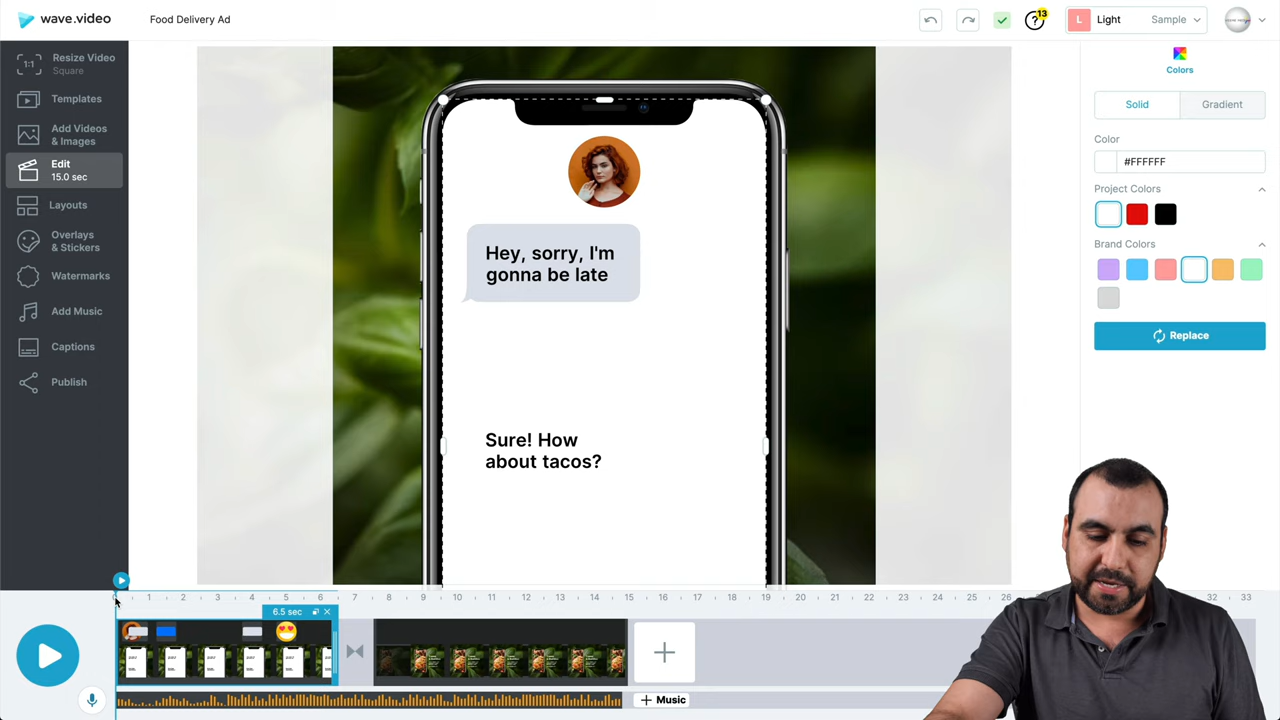 wave.video
Food Delivery Ad
13
L
Light
Sample
1:1
Resize Video
Square
Templates
Add Videos
& Images
Edit
15.0 sec
Layouts
Overlays
& Stickers
Watermarks
Add Music
Captions
Publish
Hey, sorry, I'm
gonna be late
Sure! How
about tacos?
Colors
Solid
Gradient
Color
#FFFFFF
Project Colors
Brand Colors
Replace
1 2 3 4 5 6 7 8 9 10 11 12 13 14 15 16 17 18 19 20 21 22 23 24 25 26 32 33
6.5 sec
+ Music